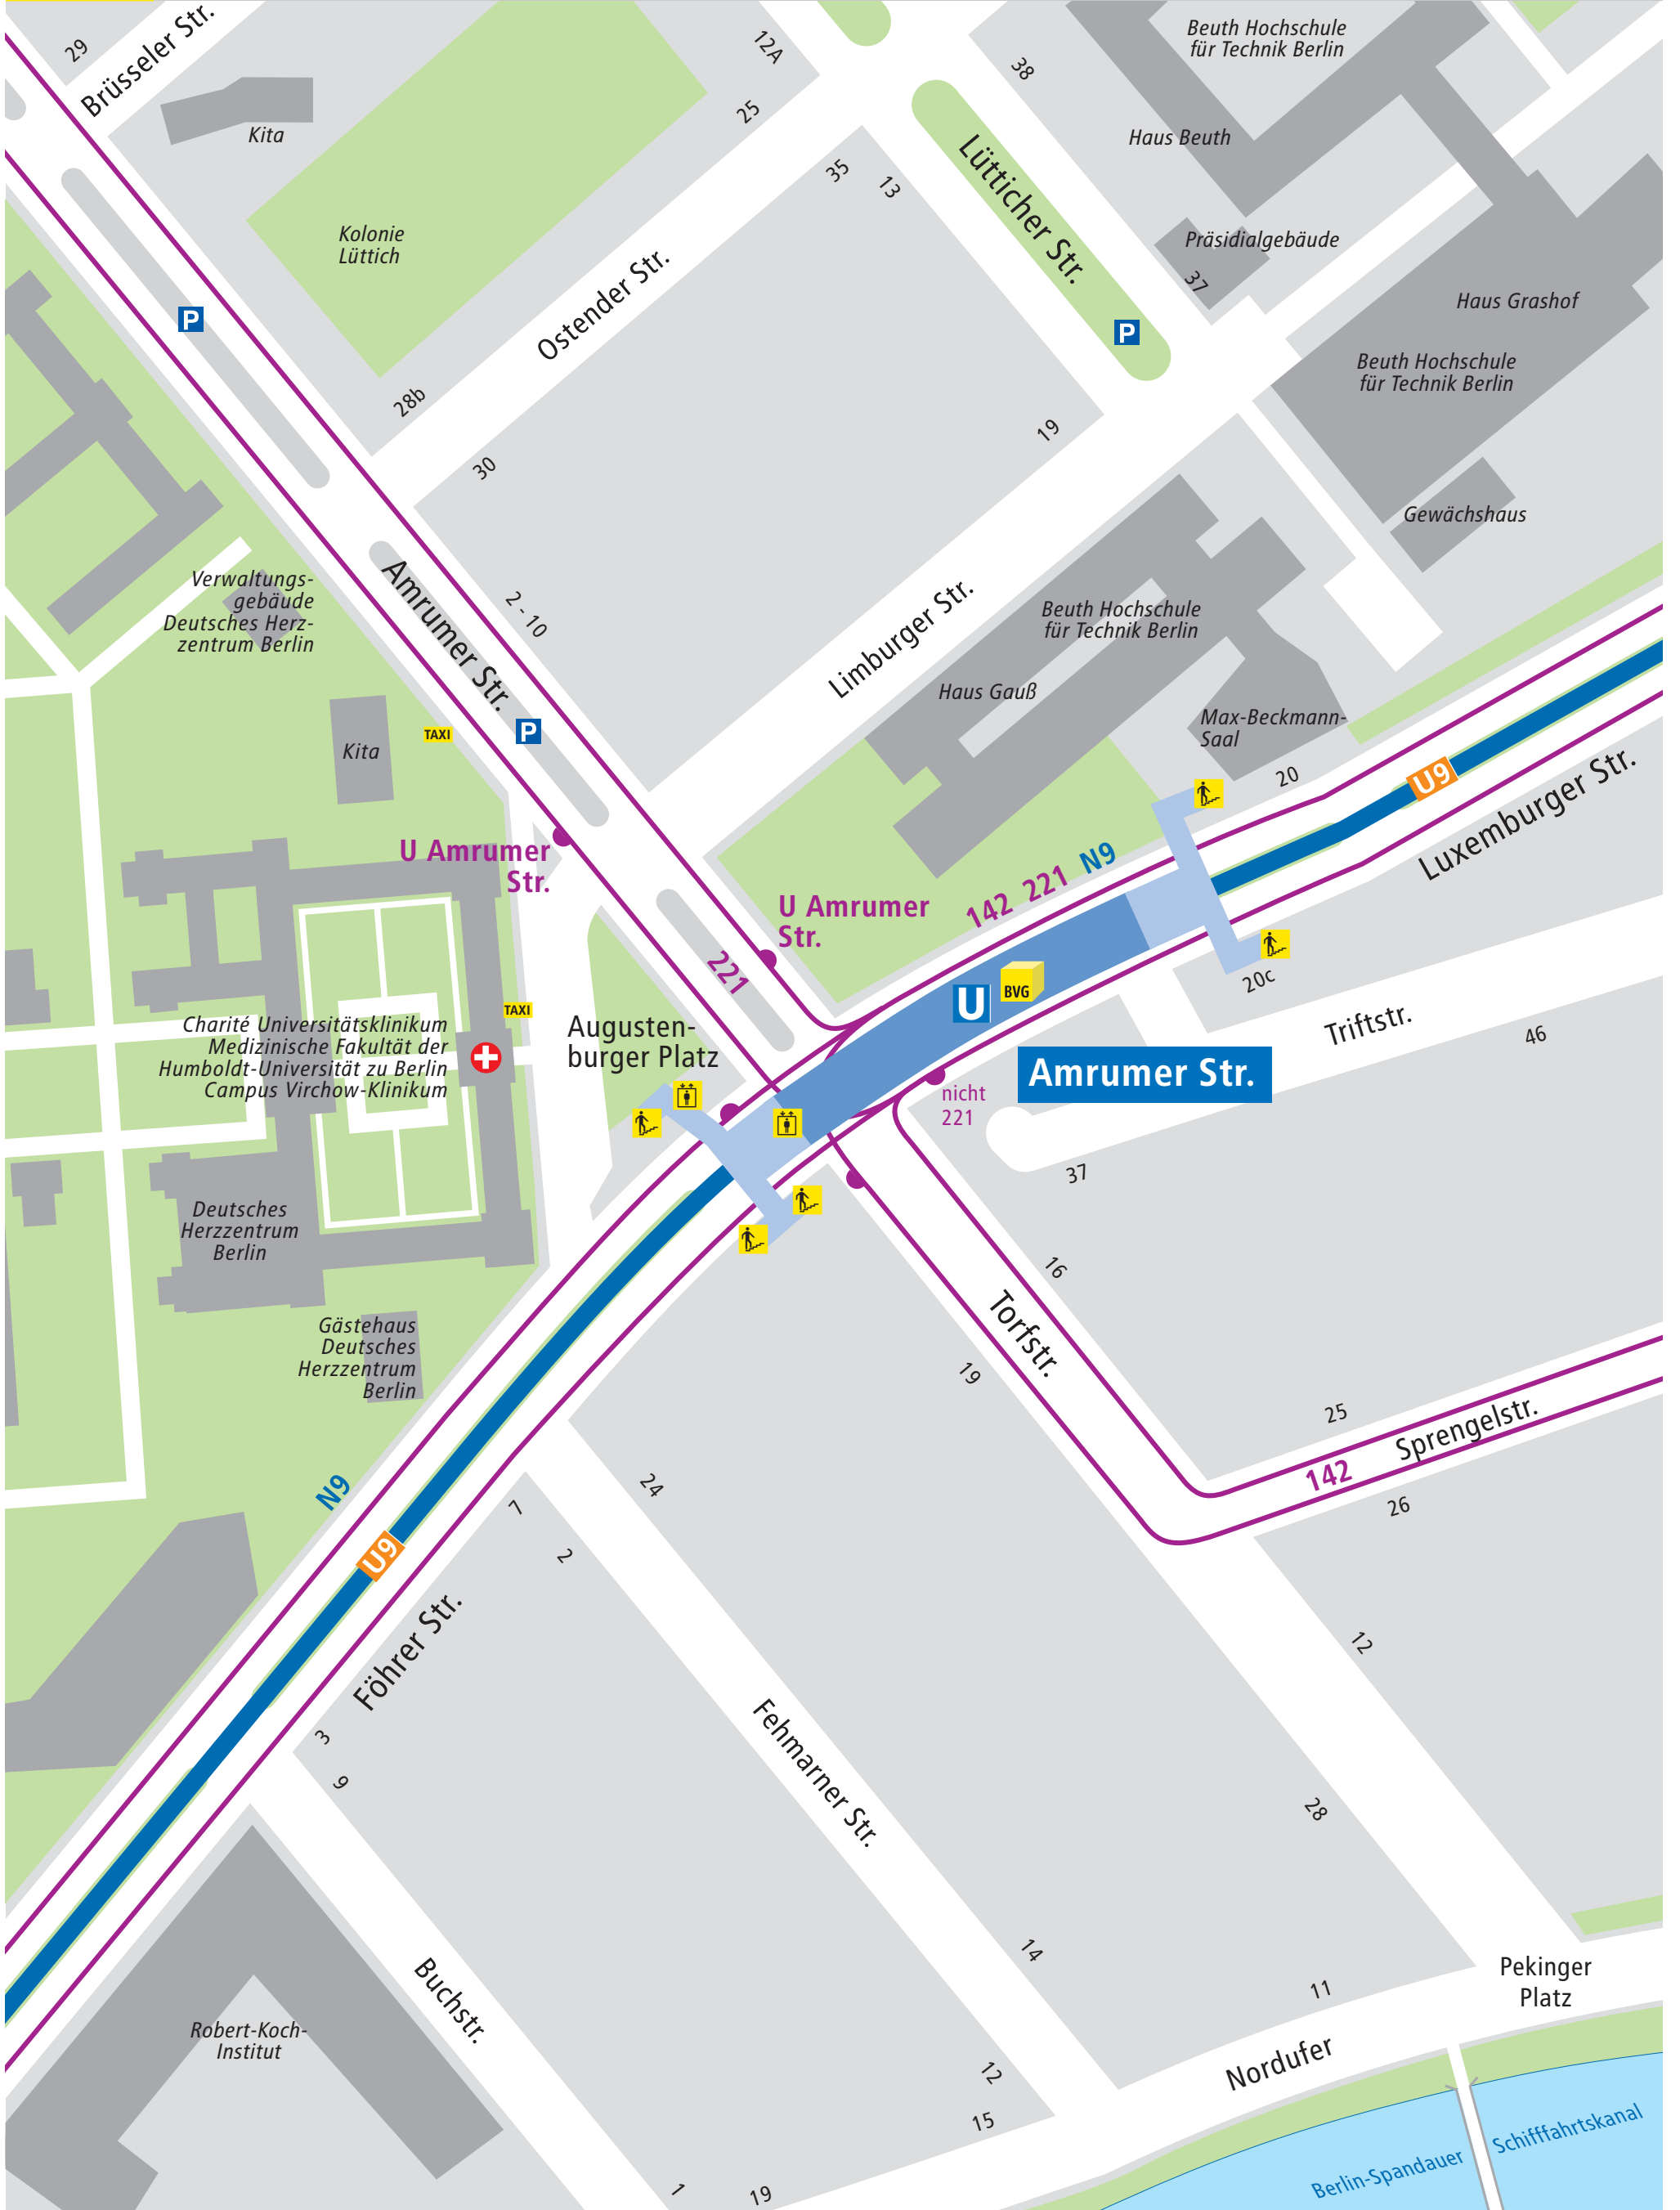 29
Brüsseler Str.
12A
38
Beuth Hochschule
für Technik Berlin
Kita
25
Haus Beuth
35
13
Lütticher Str.
Kolonie
Lüttich
Präsidialgebäude
37
Ostender Str.
Haus Grashof
P
P
Beuth Hochschule
für Technik Berlin
28b
30
19
Gewächshaus
Verwaltungs-
gebäude
Deutsches Herz-
zentrum Berlin
Amrumer Str.
2 - 10
Limburger Str.
Beuth Hochschule
für Technik Berlin
Haus Gauß
Max-Beckmann-
Saal
TAXI
P
Kita
20
U9
Luxemburger Str.
U Amrumer
Str.
U Amrumer
Str.
142 221 N9
221
20c
U
BVG
TAXI
Augusten-
burger Platz
Triftstr.
46
Charité Universitätsklinikum
Medizinische Fakultät der
Humboldt-Universität zu Berlin
Campus Virchow-Klinikum
Amrumer Str.
nicht
221
37
Deutsches
Herzzentrum
Berlin
16
Torfstr.
19
Gästehaus
Deutsches
Herzzentrum
Berlin
25
Sprengelstr.
142
26
N9
24
7
2
U9
Föhrer Str.
12
Fehmarner Str.
3
9
28
14
11
Pekinger
Platz
Buchstr.
Robert-Koch-
Institut
Nordufer
12
15
1
19
Berlin-Spandauer
Schifffahrtskanal